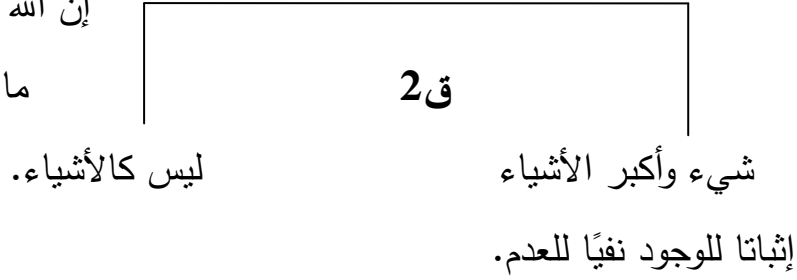 إن الله
ق2
ما
شيء وأكبر الأشياء
ليس كالأشياء.
إثباتا للوجود نفيًا للعدم.